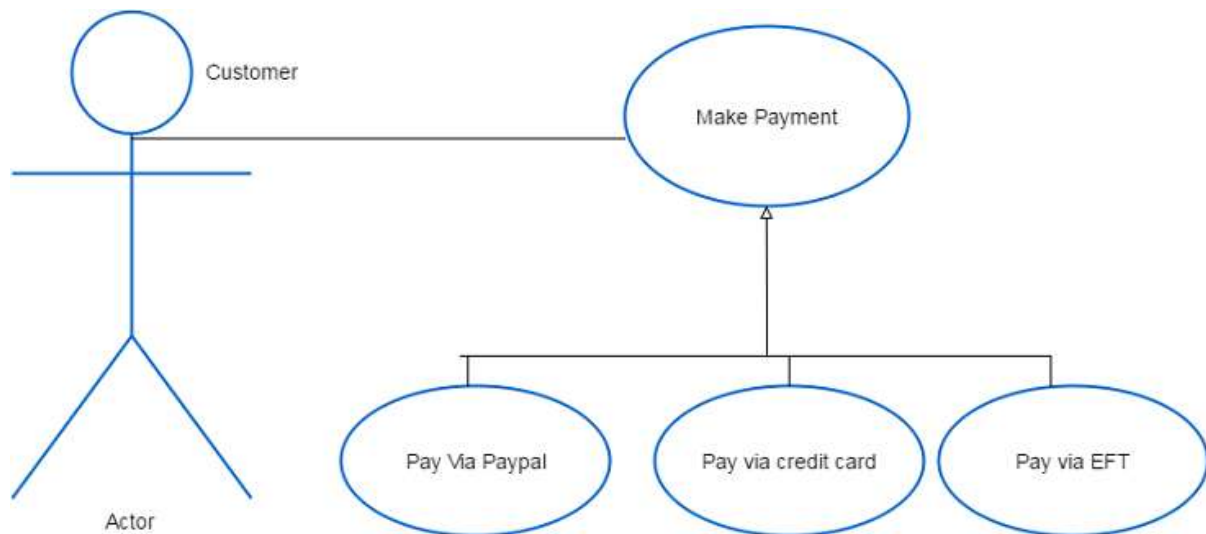 Customer
Make Payment
Pay Via Paypal
Pay via credit card
Pay via EFT
Actor